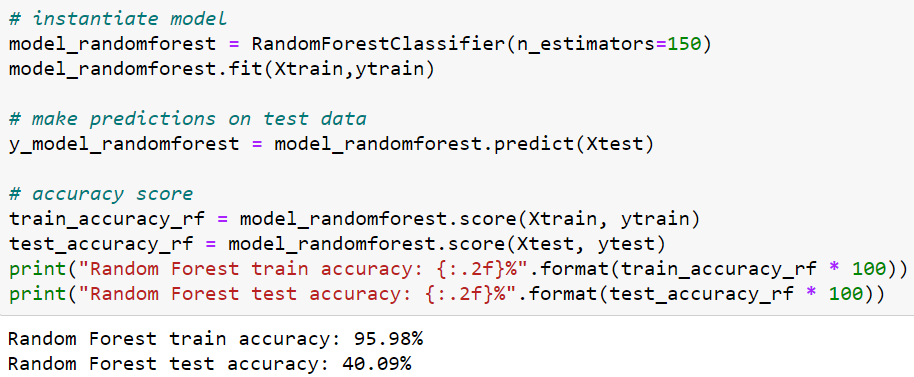 # instantiate model
model_randomforest = RandomForestClassifier(n_estimators=150)
model_randomforest.fit(Xtrain,ytrain)
# make predictions on test data
y_model_randomforest = model_randomforest.predict(Xtest)
# accuracy score
train_accuracy_rf = model_randomforest.score(Xtrain, ytrain)
test_accuracy_rf = model_randomforest.score(Xtest, ytest)
print("Random Forest train accuracy: {:.2f}%".format(train_accuracy_rf * 100))
print("Random Forest test accuracy: {:.2f}%".format(test_accuracy_rf * 100))
Random Forest train accuracy: 95.98%
Random Forest test accuracy: 40.09%